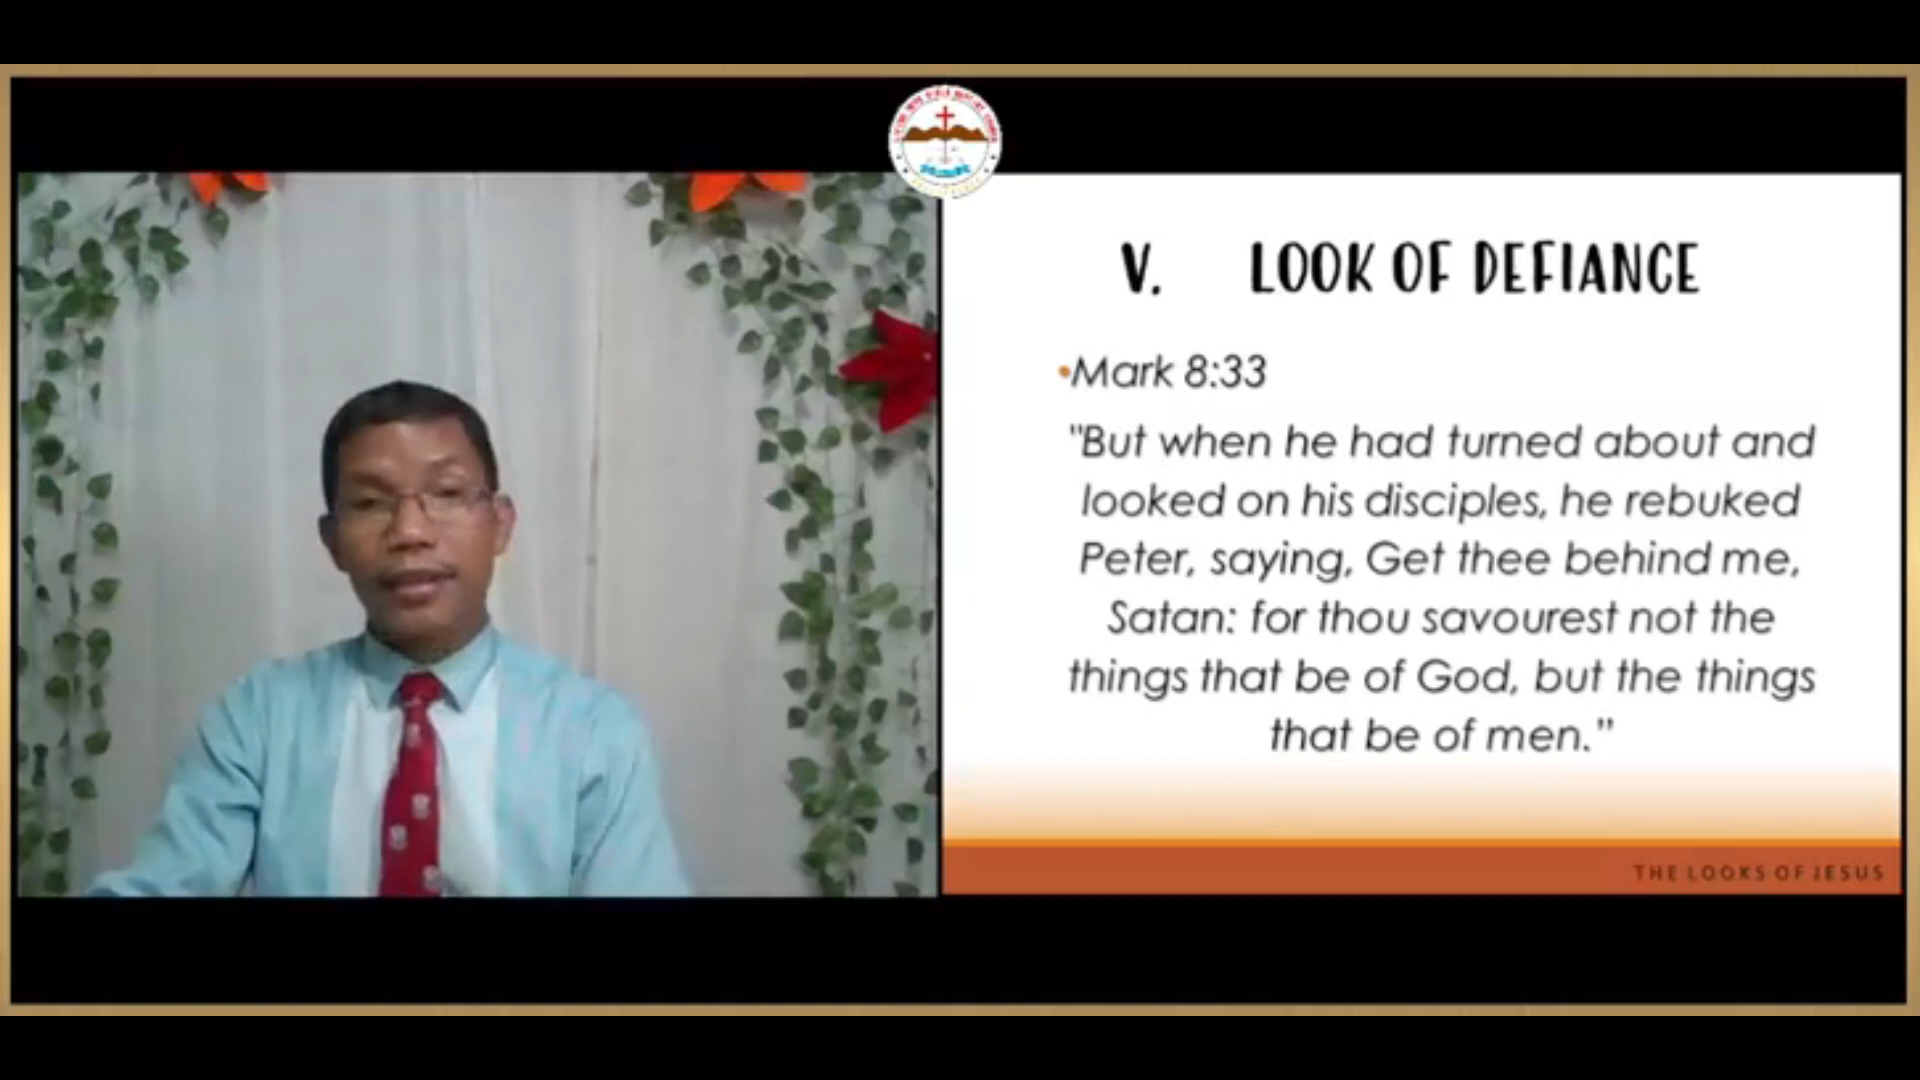 V. LOOK OF DEFIANCE
•Mark 8:33
"But when he had turned about and
looked on his disciples, he rebuked
Peter, saying, Get thee behind me,
Satan: for thou savourest not the
things that be of God, but the things
that be of men.”
THE LOOKS OF JESUS